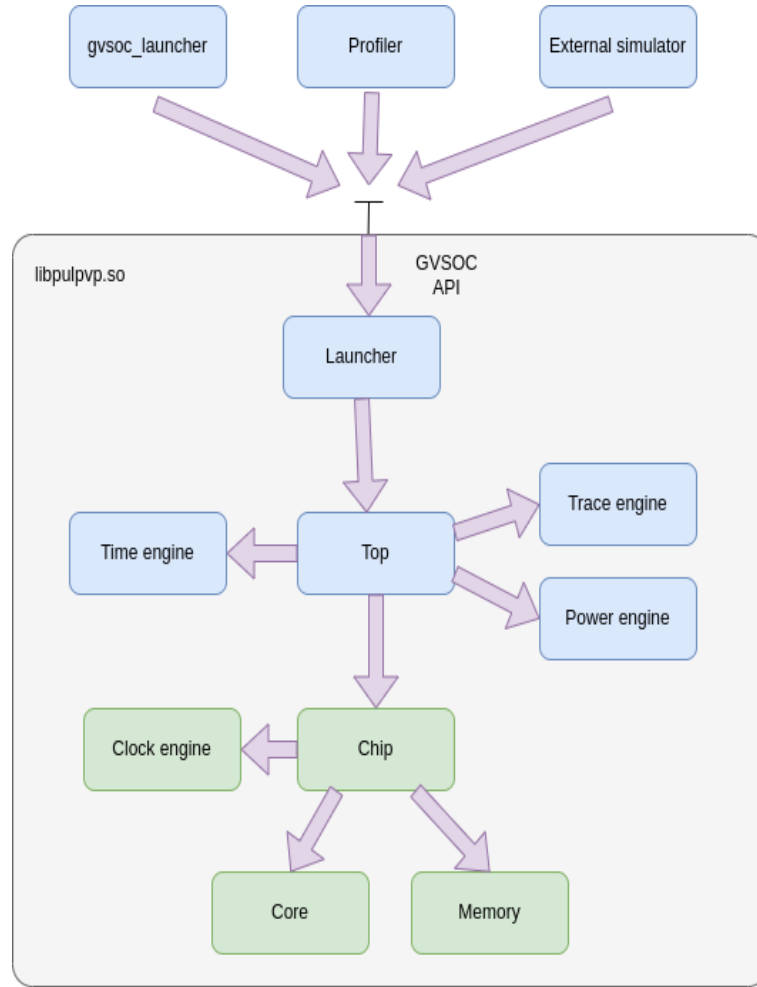 gvsoc_launcher
Profiler
External simulator
libpulpvp.so
GVSOC
API
Launcher
Time engine
Top
Trace engine
Power engine
Clock engine
Chip
Core
Memory